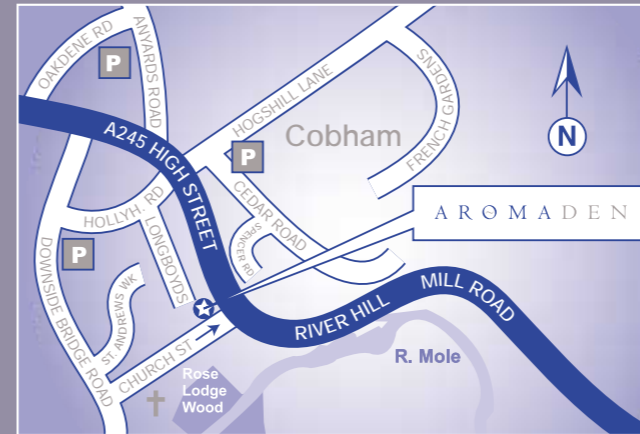 OAKDENE RD
ANYARDS ROAD
P
HOGSHILL LANE
FRENCH GARDENS
A245 HIGH STREET
Cobham
N
P
HOLLYH. RD
CEDAR ROAD
AROMADEN
LONGBOYDS
SPENCER RD
P
DOWNSIDE BRIDGE ROAD
ST. ANDREWS WK
MILL ROAD
RIVER HILL
CHURCH ST
R. Mole
Rose
Lodge
Wood